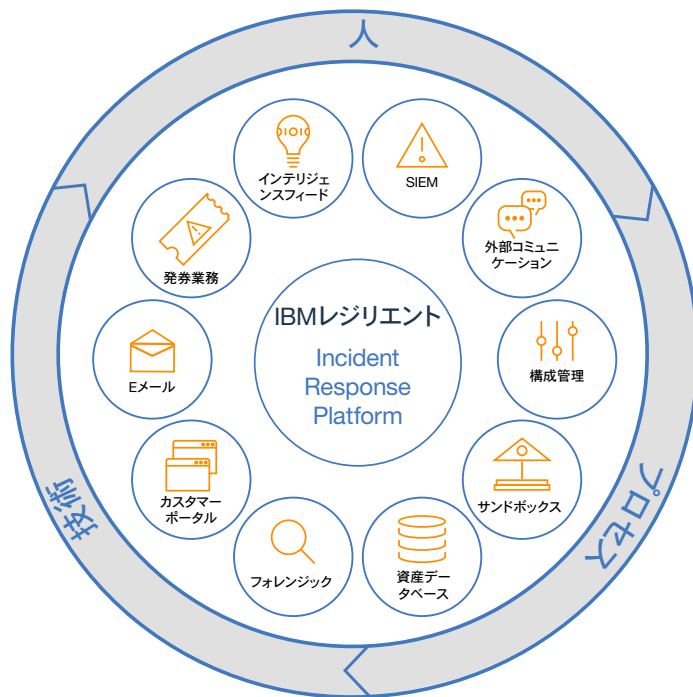 人
インテリジェ
ンスフィード
SIEM
発券業務
外部コミュニ
ケーション
IBMレジリエント
Incident
Response
Platform
Eメール
構成管理
カスタマー
ポータル
サンドボックス
フォレンジック
資産デー
タベース
技術
プロセス